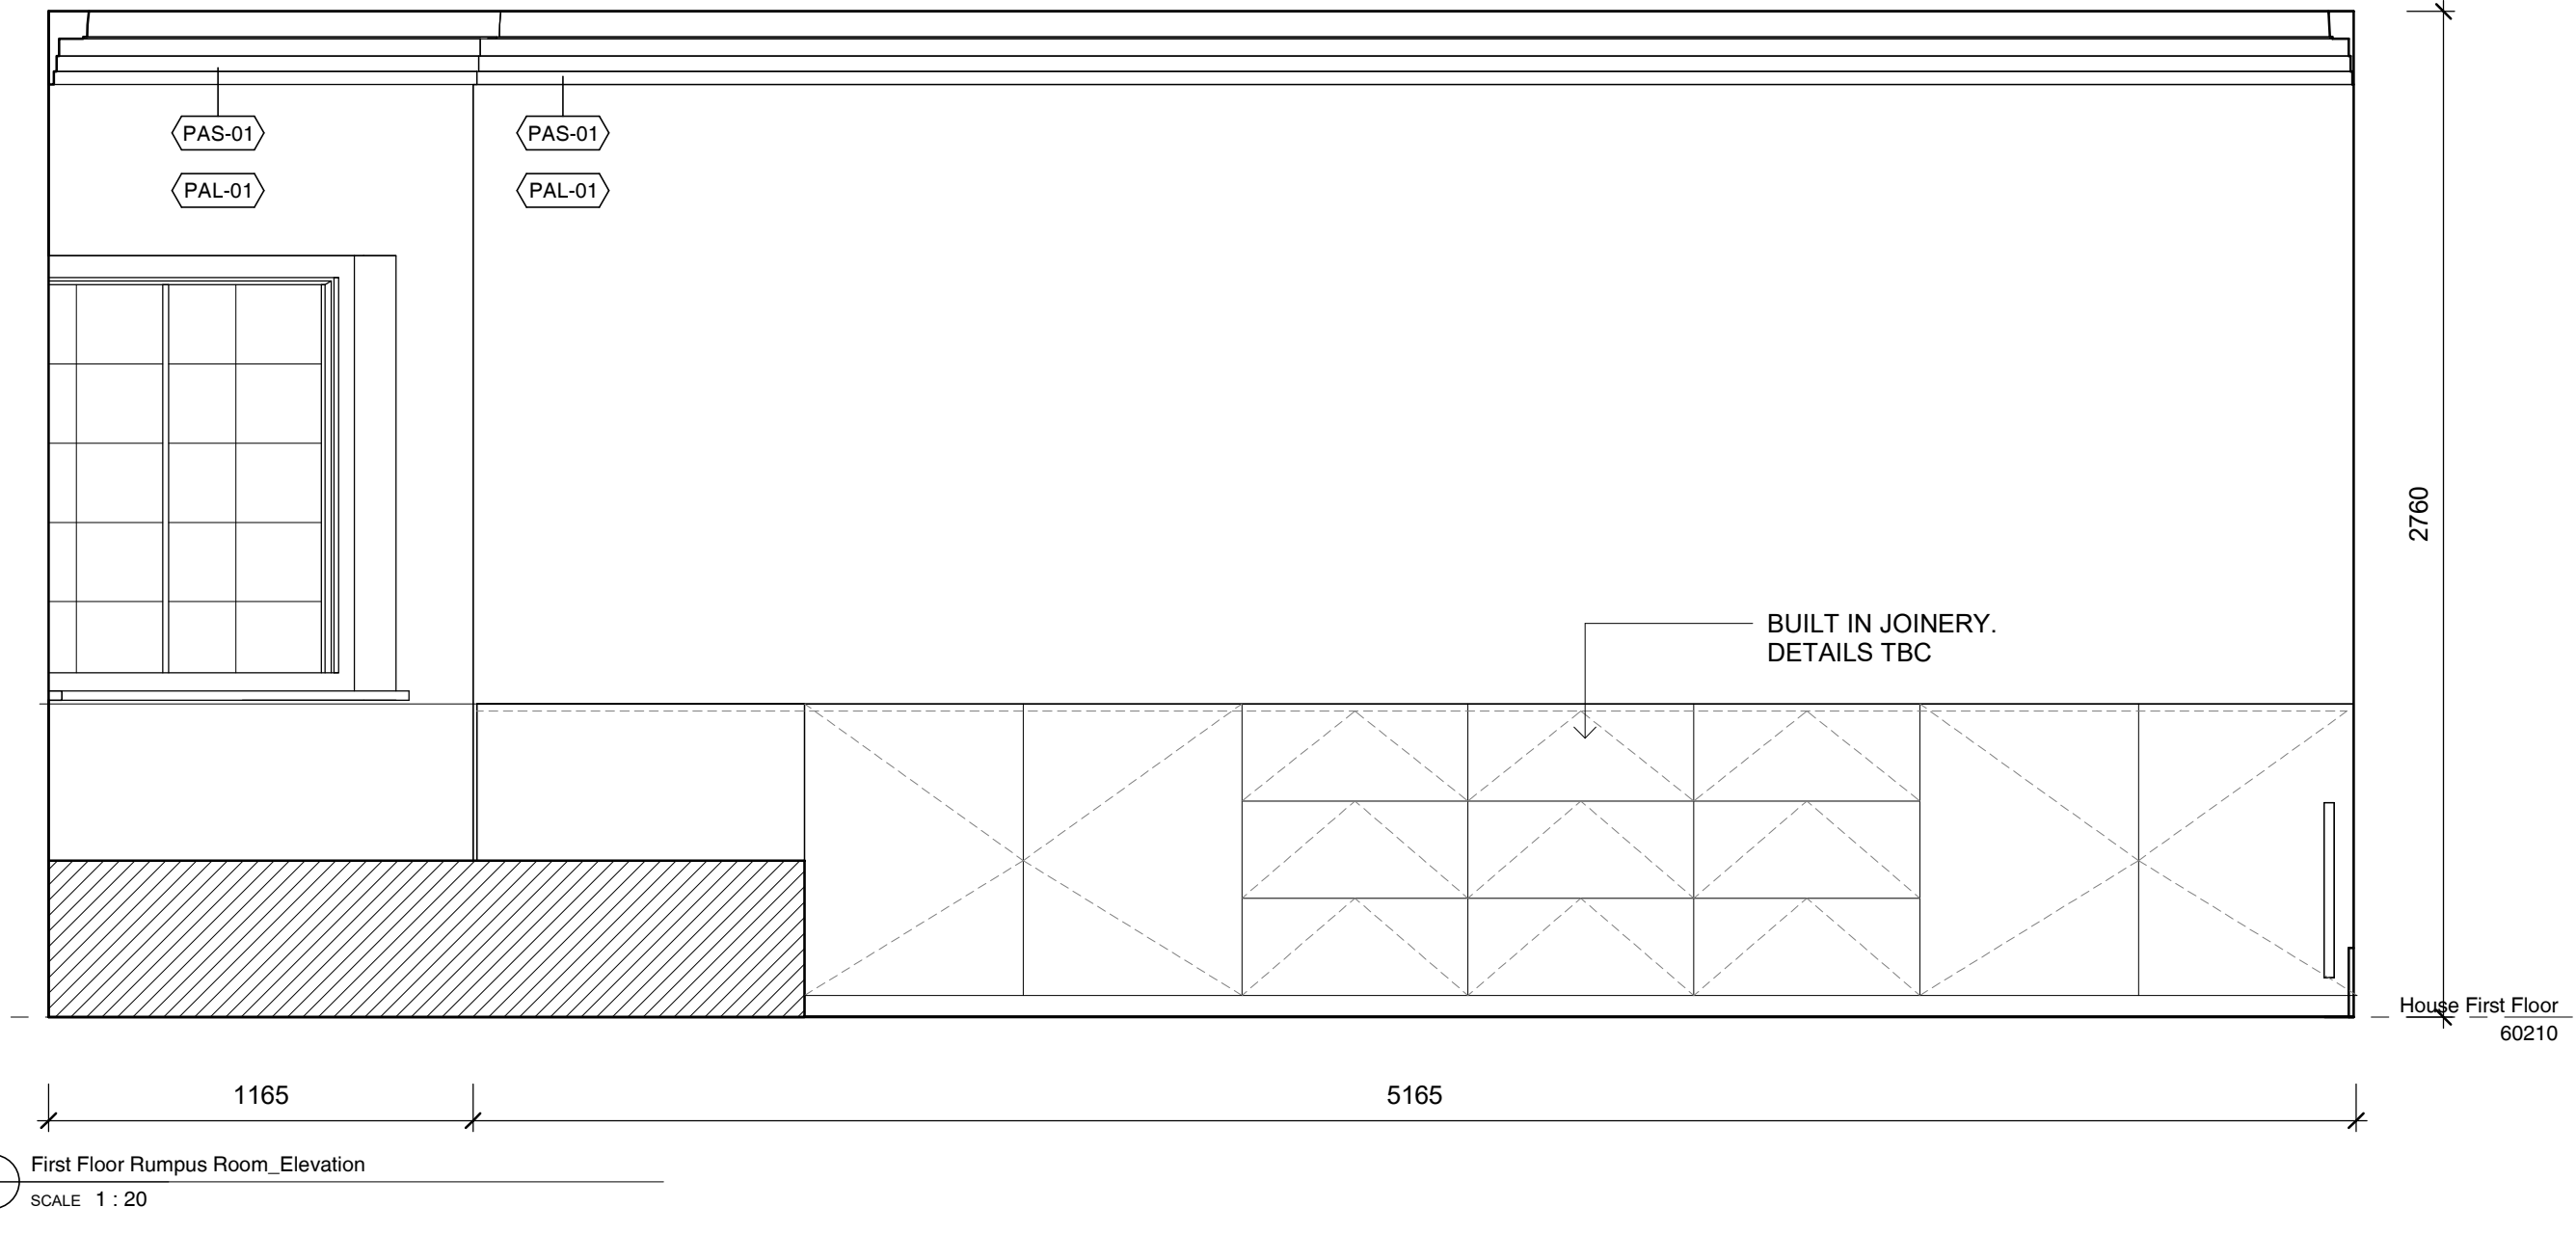 PAS-01
PAS-01
PAL-01
PAL-01
2760
BUILT IN JOINERY.
DETAILS TBC
House First Floor
60210
1165
5165
First Floor Rumpus Room_Elevation
SCALE 1 : 20